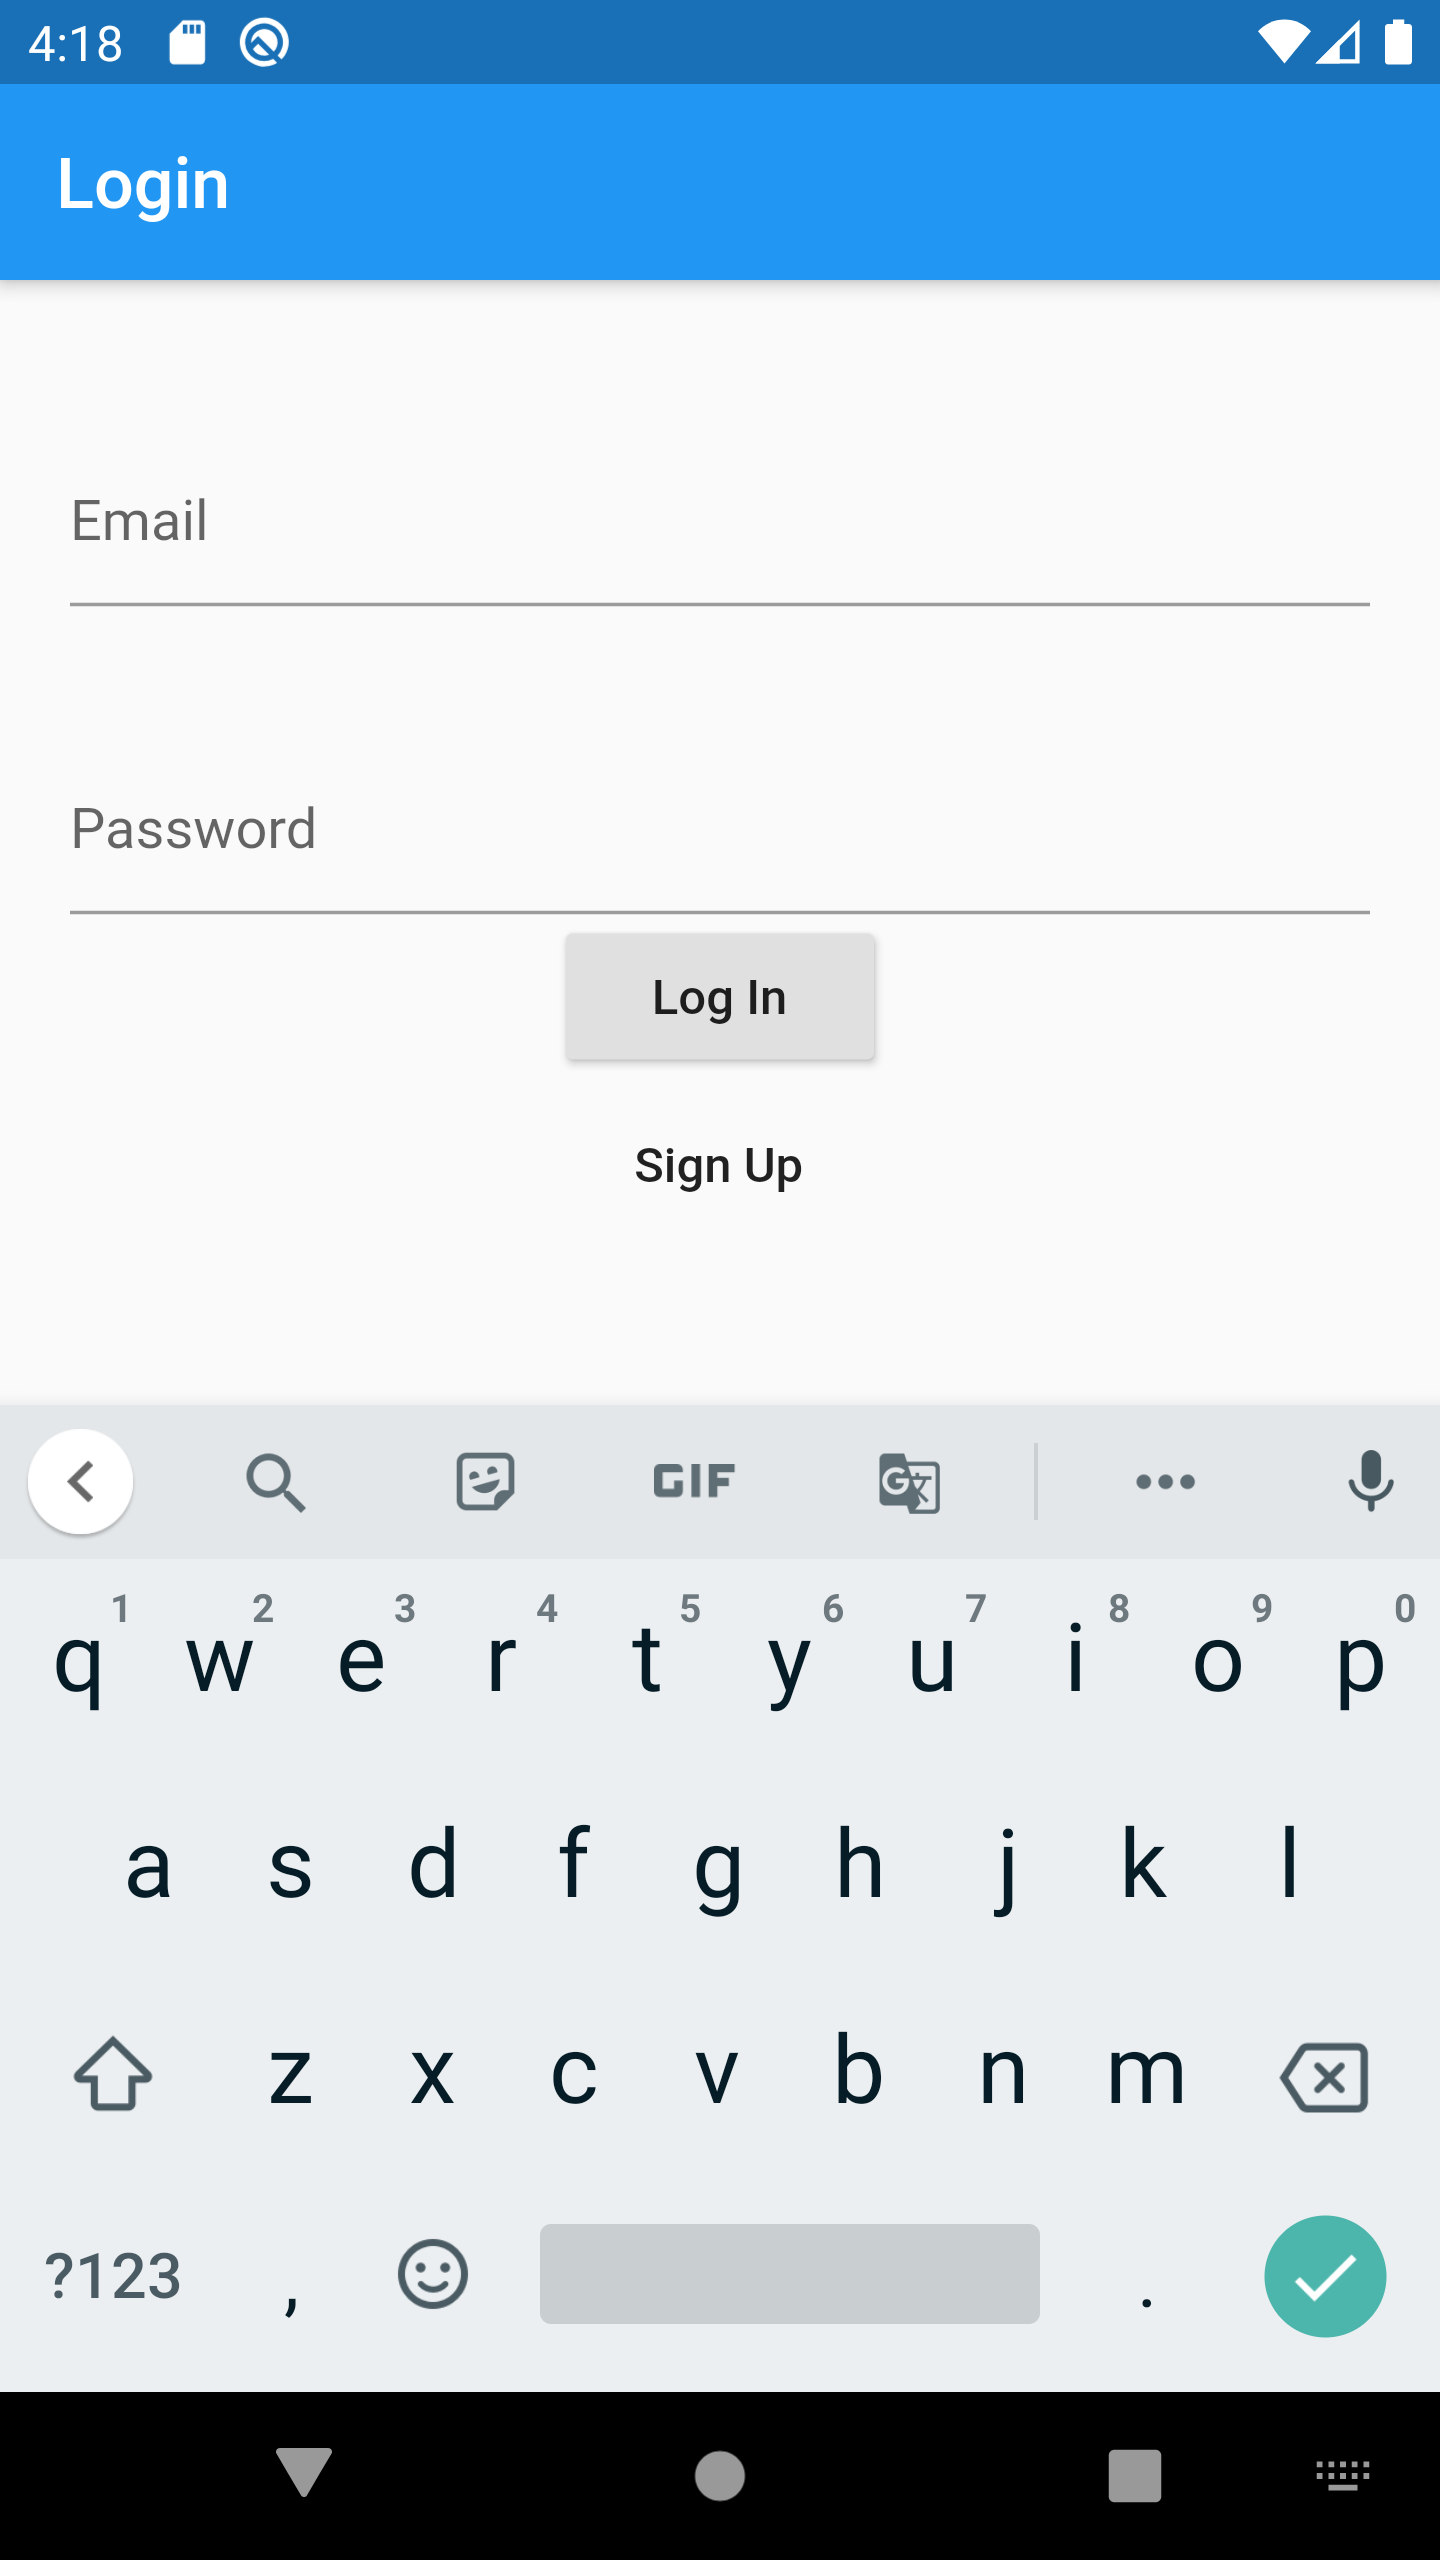 4:18
Login
Email
Password
Log In
Sign Up
GIF
1 2 3 4 5 6 7 8 9 0
q w e r t y u i o p
a s d f g h j k l
z x c v b n m
?123 , .